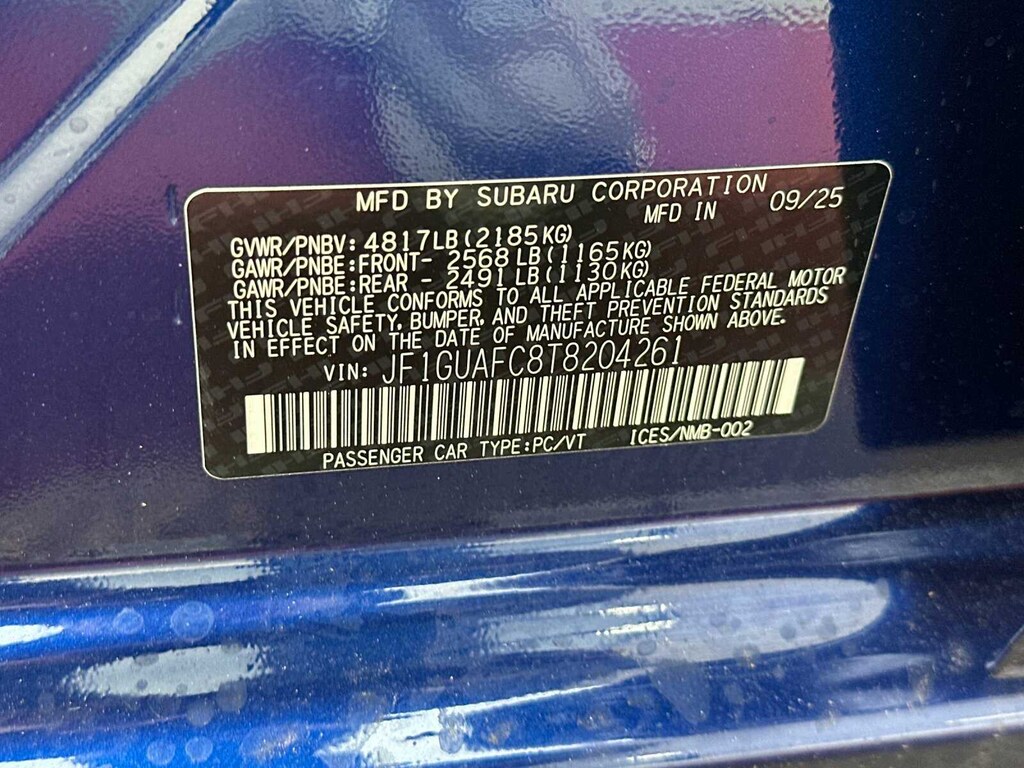 MFD BY SUBARU CORPORATION
MFD IN 09/25
GVWR/PNBV: 4817LB(2185KG)
GAWR/PNBE:FRONT- 2568LB(1165KG)
GAWR/PNBE:REAR - 2491LB(1130KG)
THIS VEHICLE CONFORMS TO ALL APPLICABLE FEDERAL MOTOR
VEHICLE SAFETY, BUMPER, AND THEFT PREVENTION STANDARDS
IN EFFECT ON THE DATE OF MANUFACTURE SHOWN ABOVE.
VIN: JF1GUAFC8T8204261
PASSENGER CAR TYPE:PC/VT ICES/NMB-002